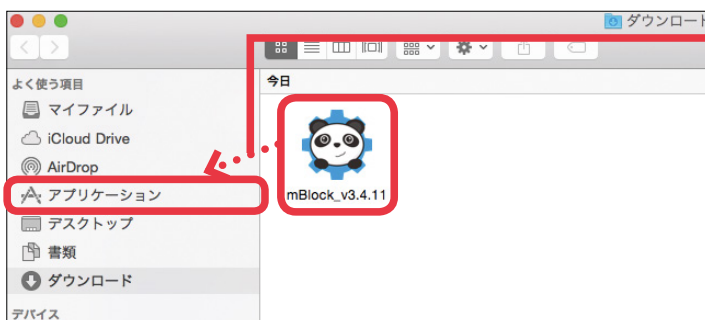 ダウンロード
よく使う項目
今日
マイファイル
iCloud Drive
AirDrop
アプリケーション
mBlock_v3.4.11
デスクトップ
書類
ダウンロード
デバイス